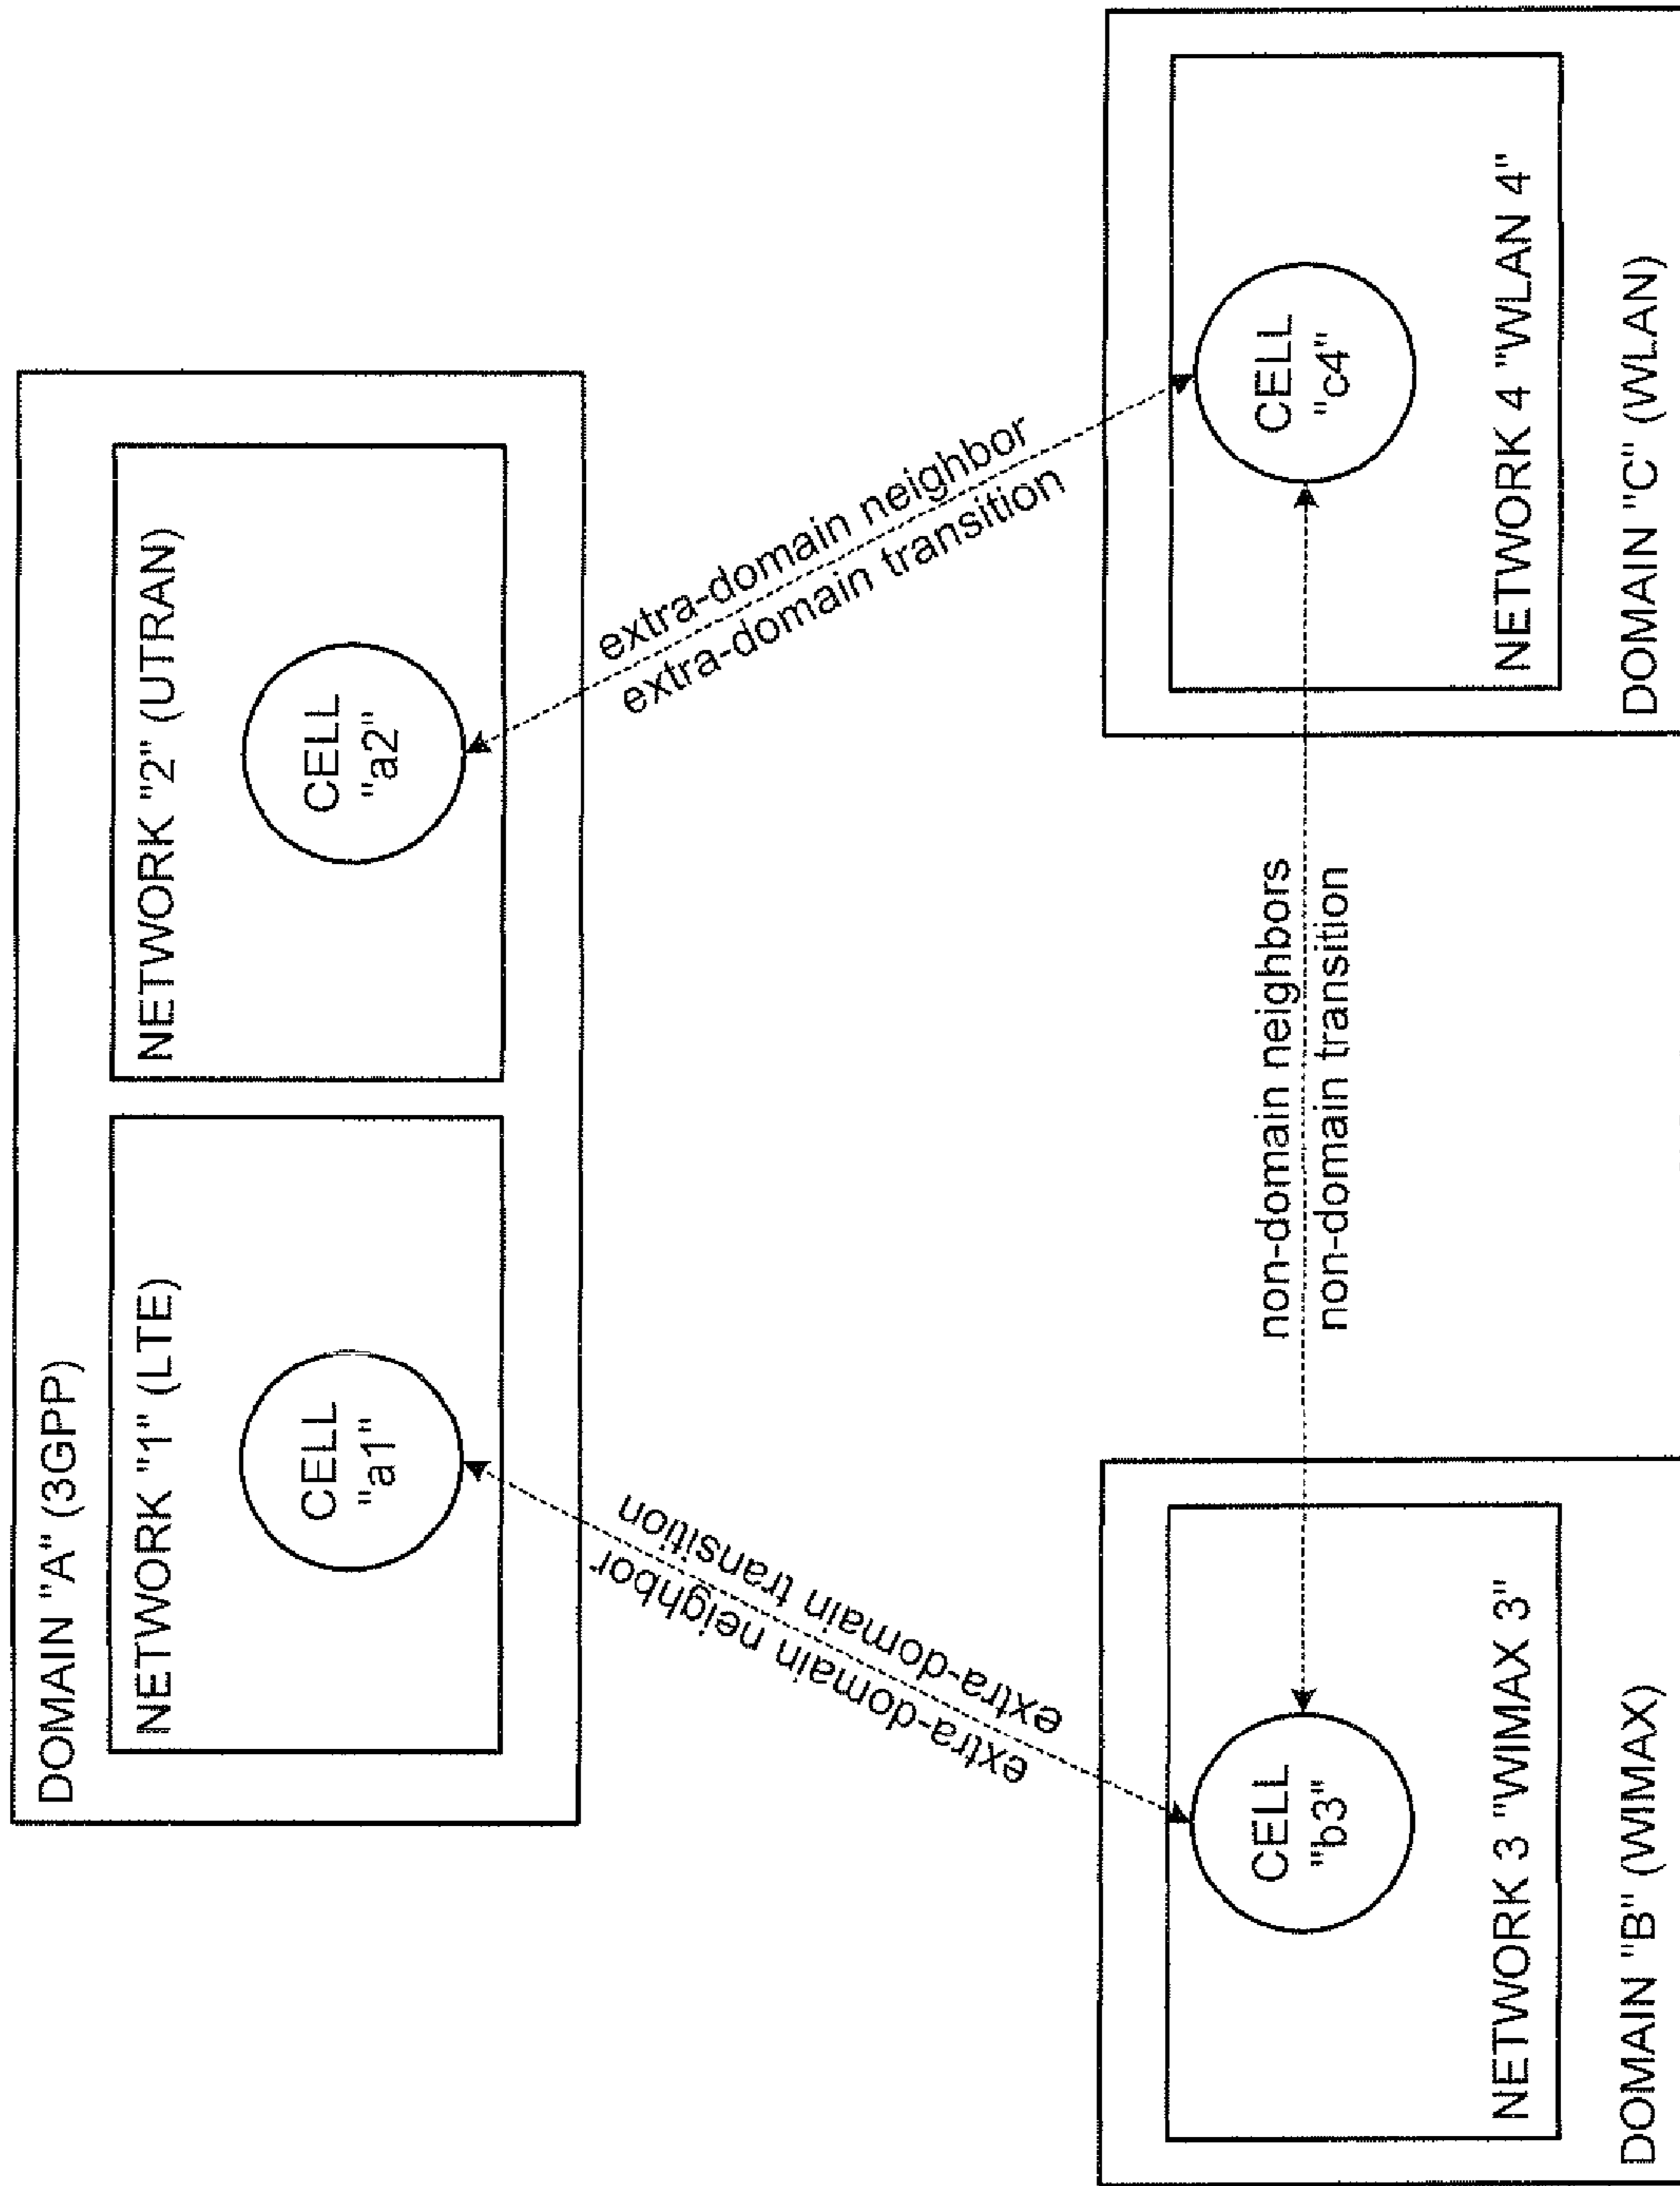 DOMAIN "A" (3GPP)
NETWORK "1" (LTE)
CELL
"a1"
NETWORK "2" (UTRAN)
CELL
"a2"
extra-domain transition
extra-domain neighbor
extra-domain neighbor
extra-domain transition
non-domain neighbors
non-domain transition
CELL
"b3"
NETWORK 3 "WIMAX 3"
DOMAIN "B" (WIMAX)
CELL
"c4"
NETWORK 4 "WLAN 4"
DOMAIN "C" (WLAN)